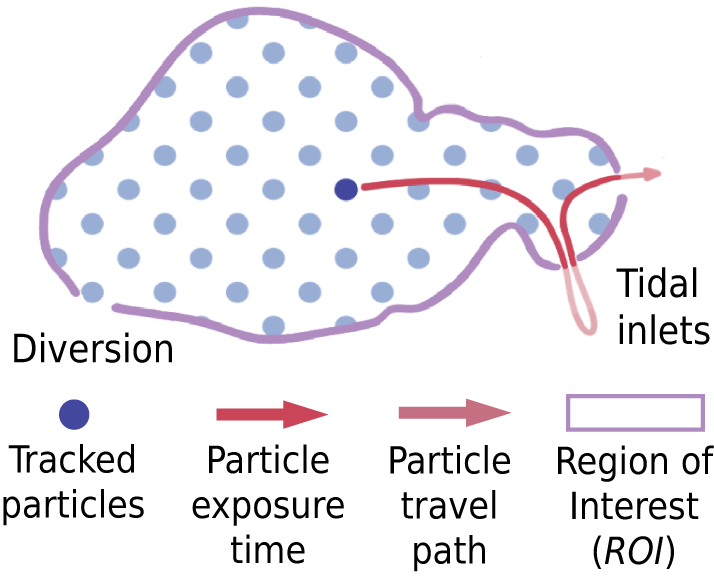 Tidal
inlets
Diversion
Tracked
particles
Particle
exposure
time
Particle
travel
path
Region of
Interest
(ROI)